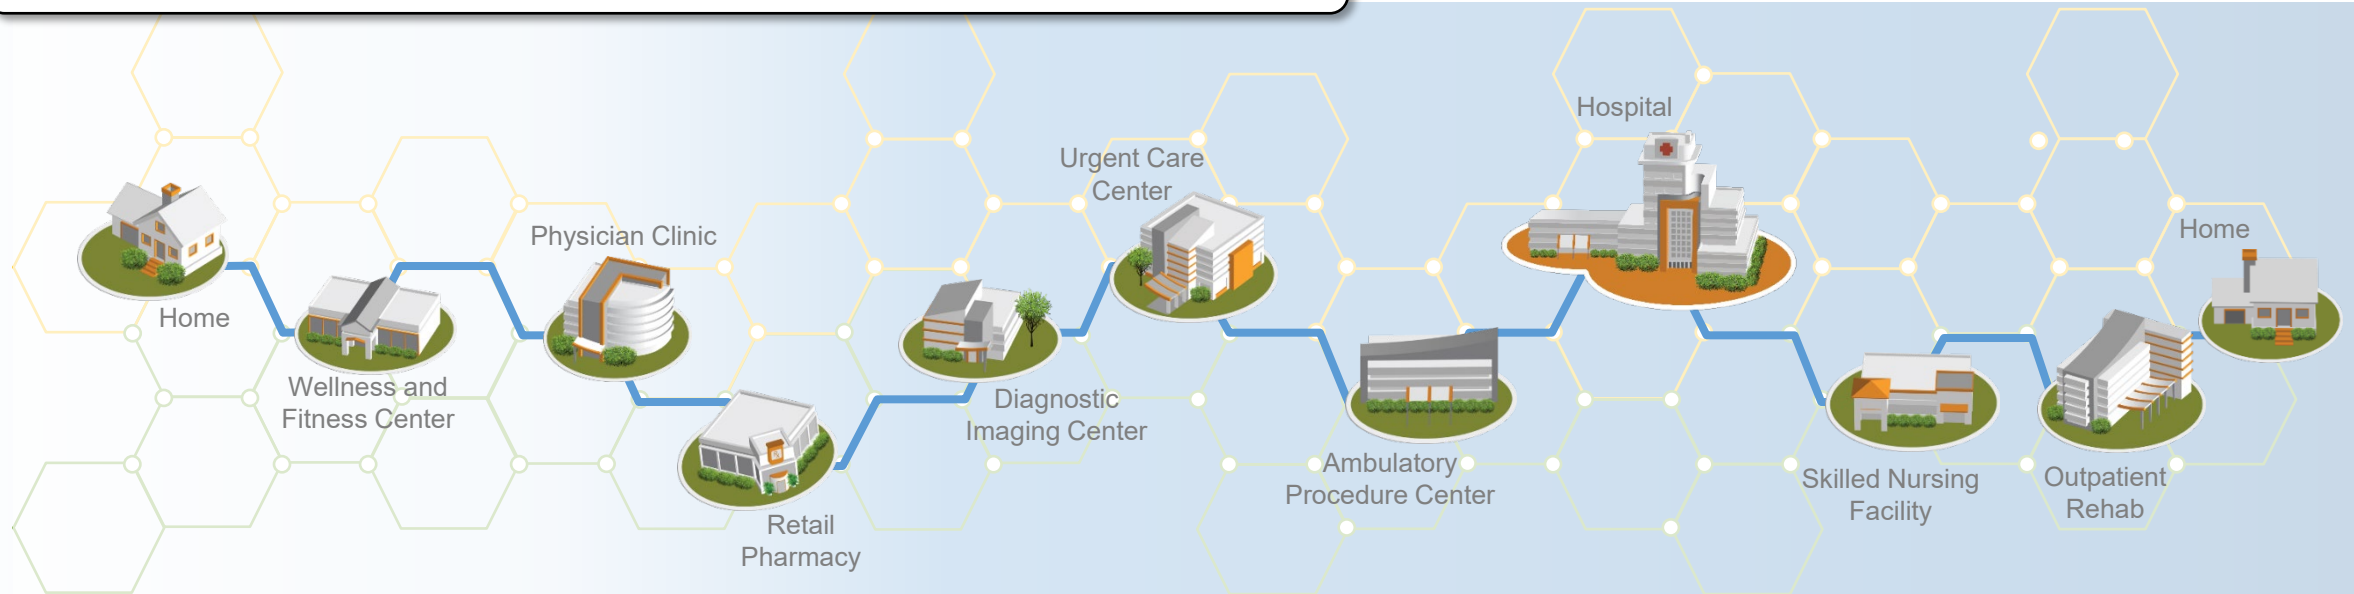 Home
Wellness and
Fitness Center
Physician Clinic
Retail
Pharmacy
Diagnostic
Imaging Center
Urgent Care
Center
Ambulatory
Procedure Center
Hospital
Skilled Nursing
Facility
Outpatient
Rehab
Home